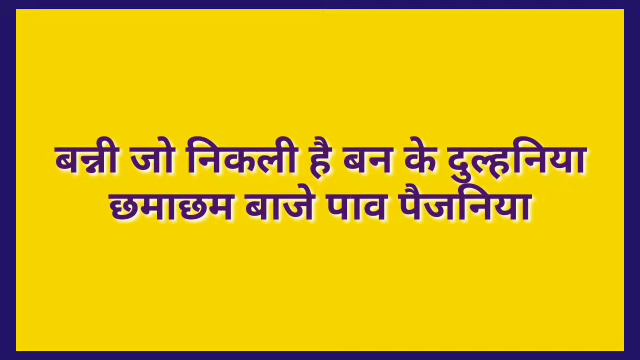 बन्नी जो निकली है बन के दुल्हनिया
छमाछम बाजे पाव पैजनिया